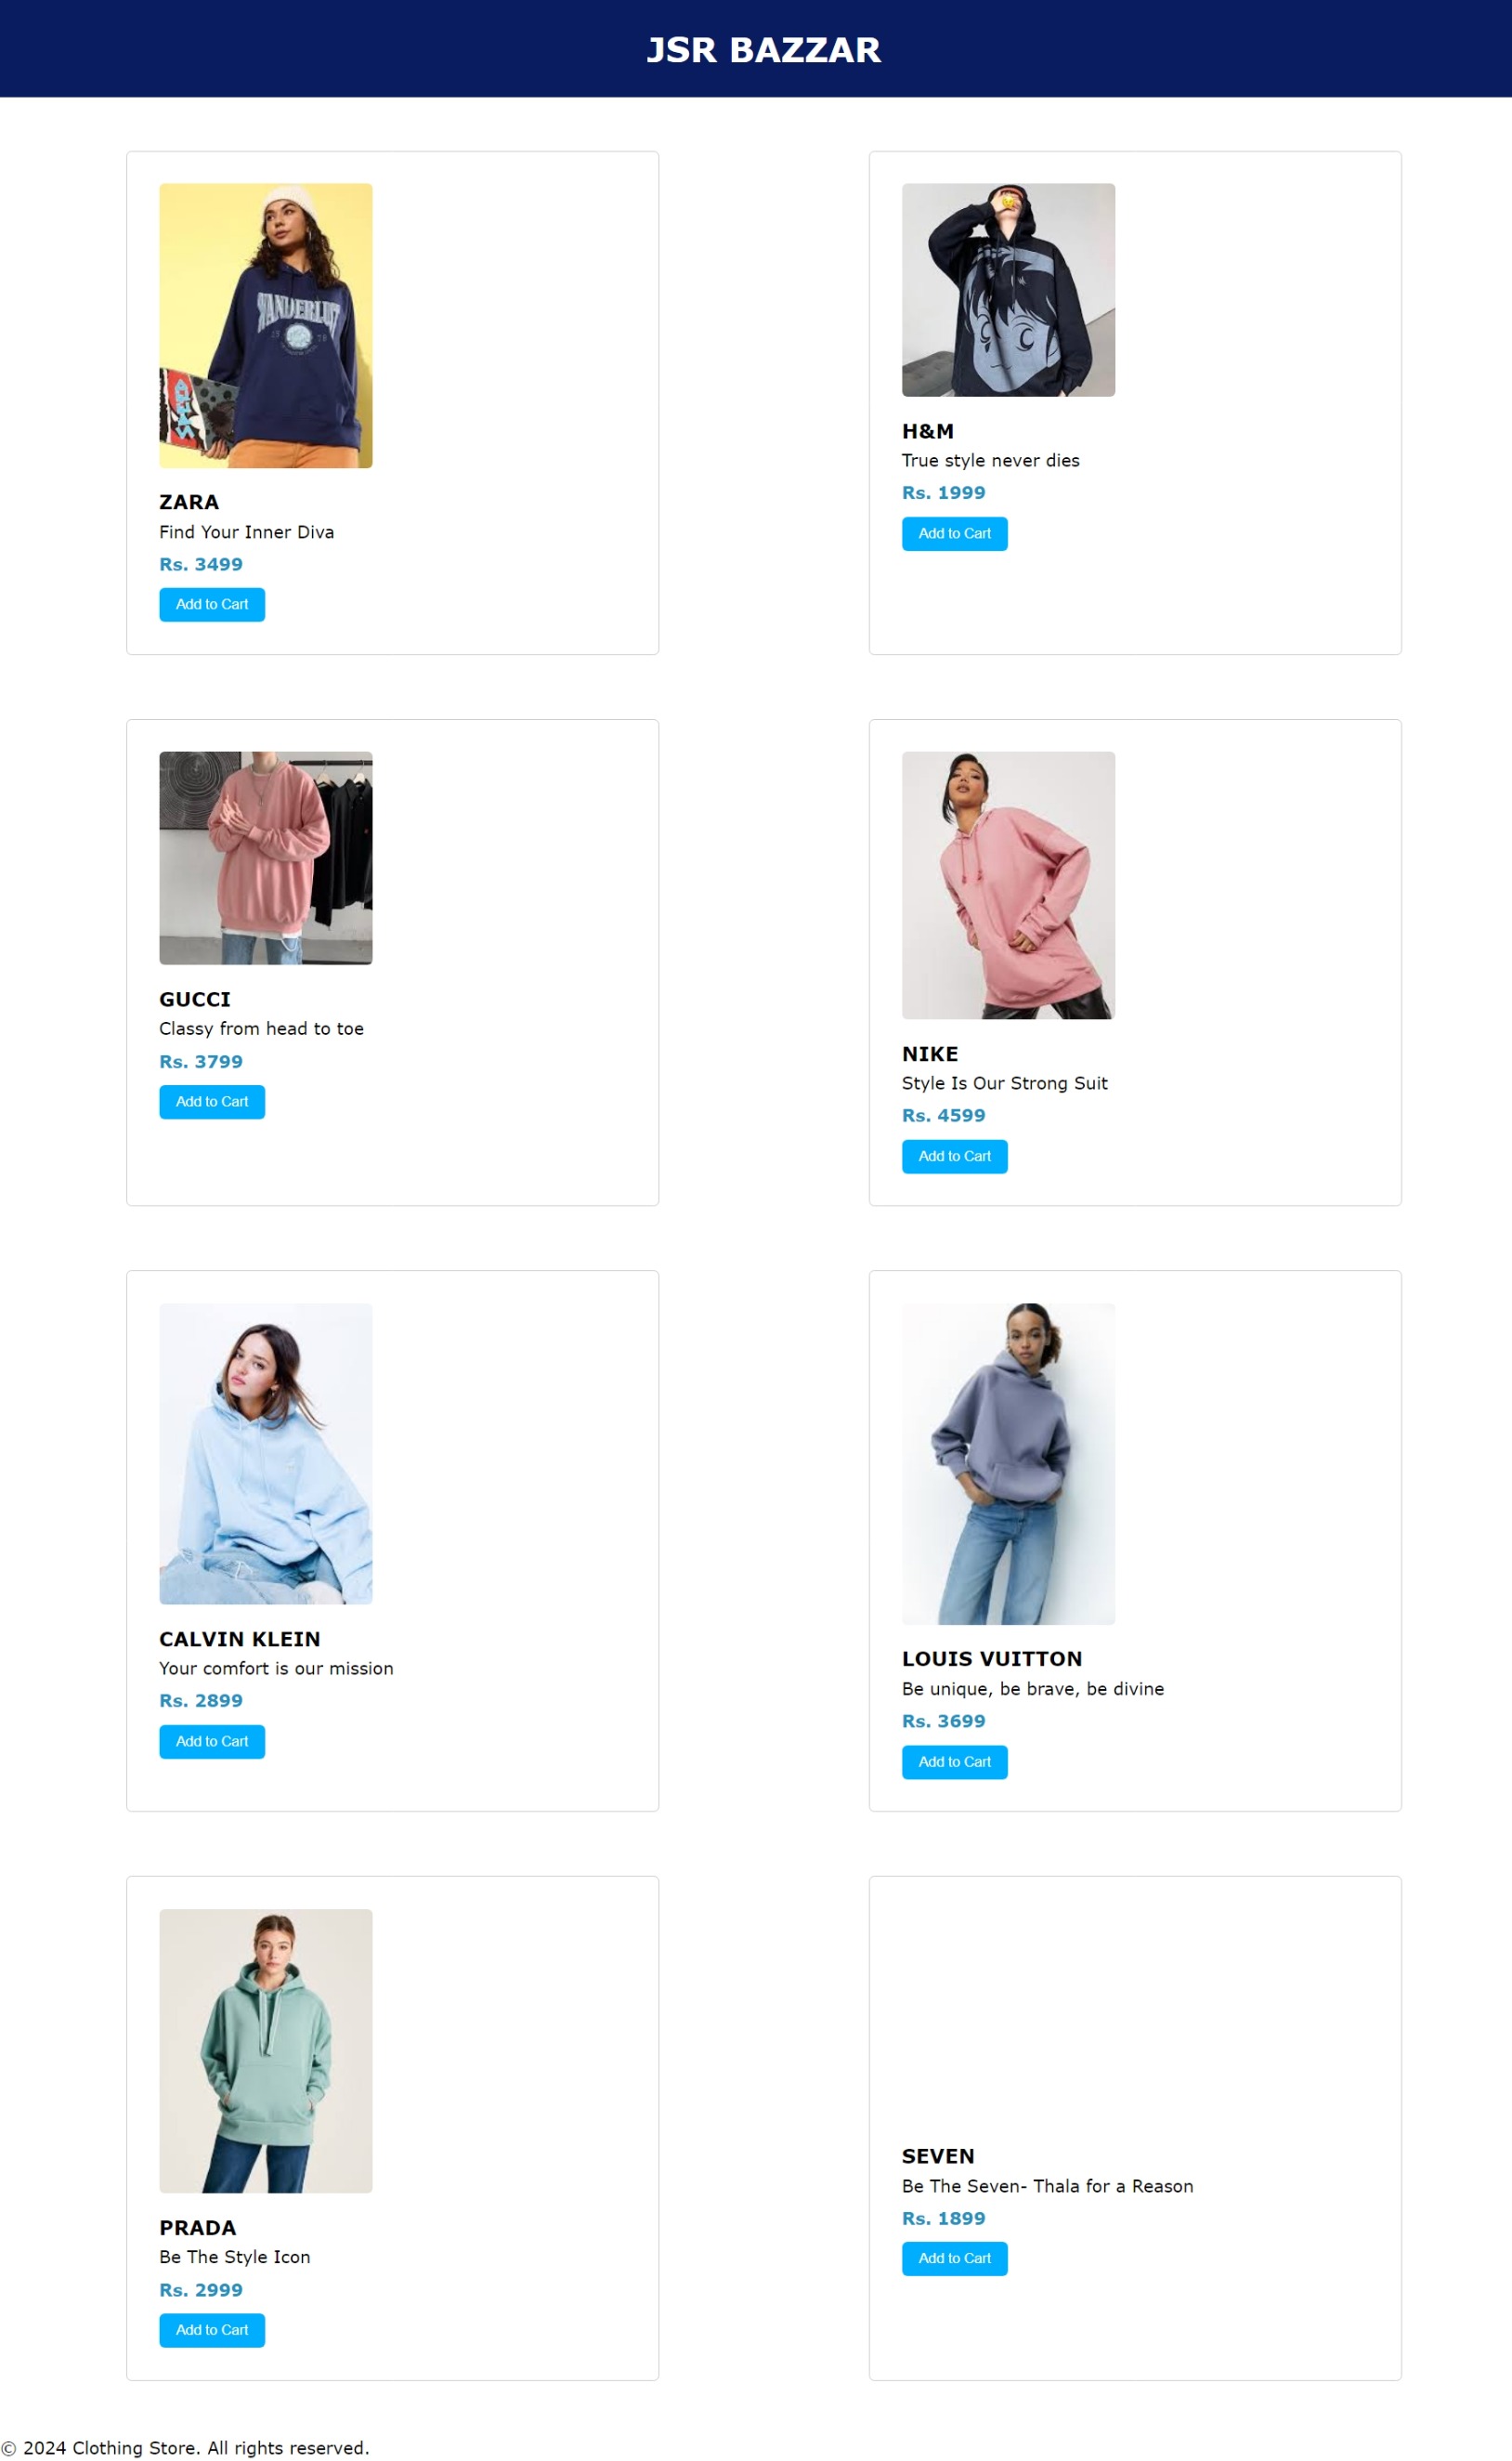 JSR BAZZAR
WANDERLUST
19 78
ZARA
Find Your Inner Diva
Rs. 3499
Add to Cart
H&M
True style never dies
Rs. 1999
Add to Cart
GUCCI
Classy from head to toe
Rs. 3799
Add to Cart
NIKE
Style Is Our Strong Suit
Rs. 4599
Add to Cart
CALVIN KLEIN
Your comfort is our mission
Rs. 2899
Add to Cart
LOUIS VUITTON
Be unique, be brave, be divine
Rs. 3699
Add to Cart
PRADA
Be The Style Icon
Rs. 2999
Add to Cart
SEVEN
Be The Seven- Thala for a Reason
Rs. 1899
Add to Cart
© 2024 Clothing Store. All rights reserved.